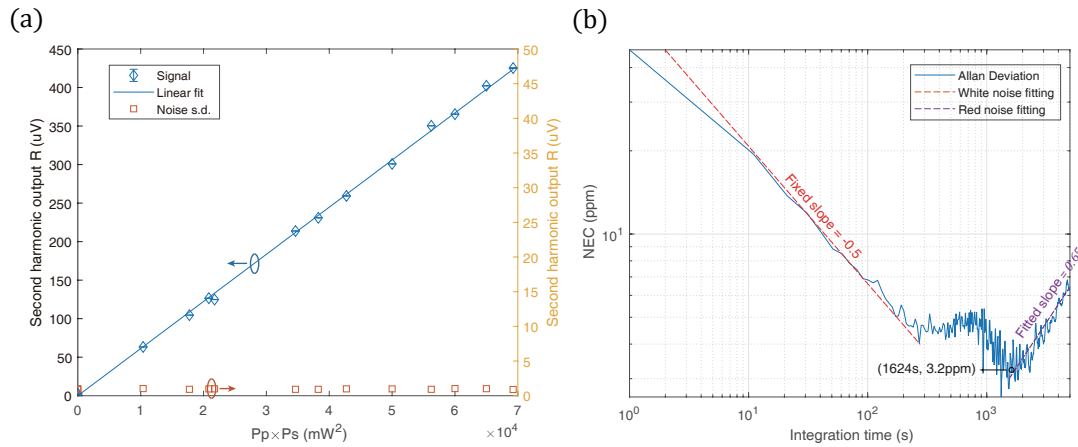 (a)
450
400
350
300
250
200
150
100
50
0
Second harmonic output R (uV)
Signal
Linear fit
Noise s.d.
50
45
40
35
30
25
20
15
10
5
0
Second harmonic output R (uV)
0
1
2
3
4
5
6
7
×10⁴
Pp×Ps (mW²)
(b)
NEC (ppm)
10¹
Allan Deviation
White noise fitting
Red noise fitting
Fixed slope = -0.5
Fitted slope = 0.65
(1624s, 3.2ppm)
10⁰
10¹
10²
10³
Integration time (s)